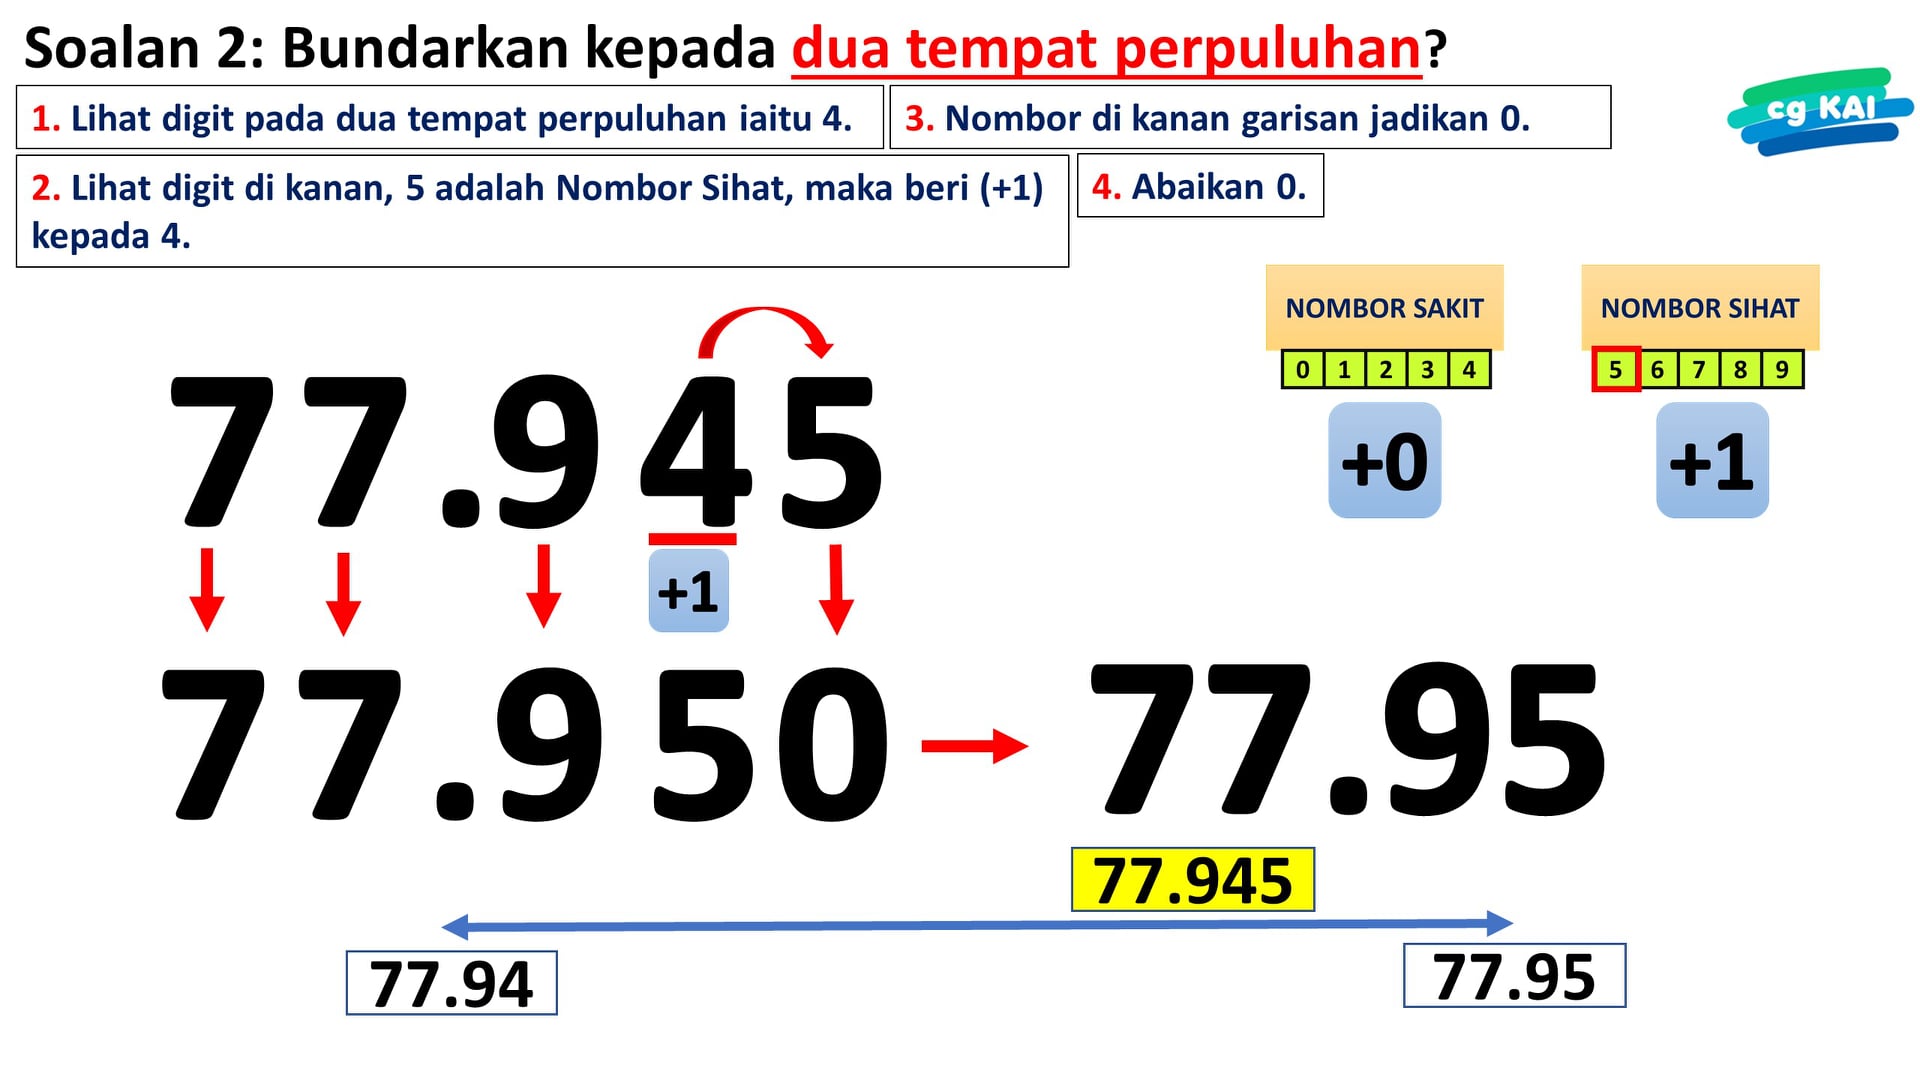 Soalan 2: Bundarkan kepada dua tempat perpuluhan?
cg KAI
1. Lihat digit pada dua tempat perpuluhan iaitu 4.
3. Nombor di kanan garisan jadikan 0.
2. Lihat digit di kanan, 5 adalah Nombor Sihat, maka beri (+1)
kepada 4.
4. Abaikan 0.
NOMBOR SAKIT
0 1 2 3 4
+0
NOMBOR SIHAT
5 6 7 8 9
+1
77.945
+1
77.950
77.95
77.945
77.94
77.95